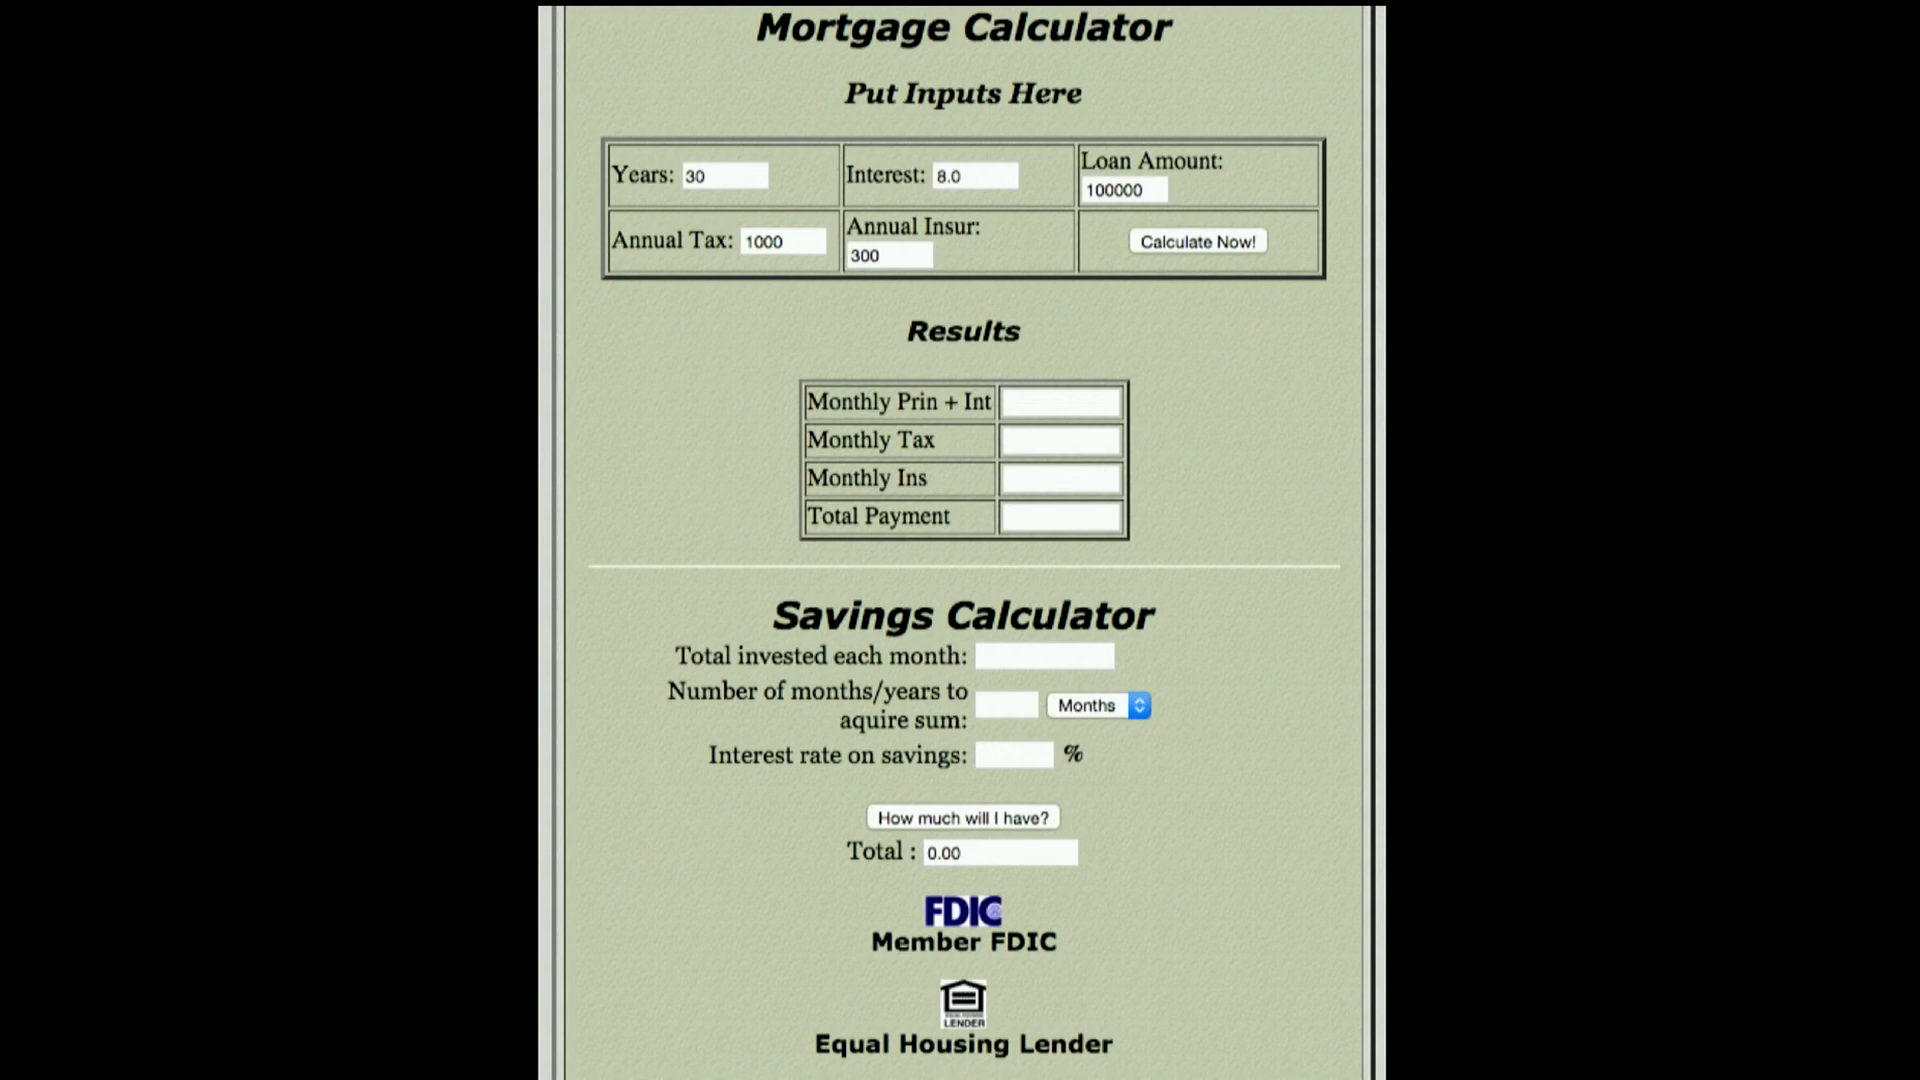 Mortgage Calculator
Put Inputs Here
Years: 30
Interest: 8.0
Loan Amount:
100000
Annual Tax: 1000
Annual Insur:
300
Calculate Now!
Results
Monthly Prin + Int
Monthly Tax
Monthly Ins
Total Payment
Savings Calculator
Total invested each month:
Number of months/years to
aquire sum:
Months
Interest rate on savings:
%
How much will I have?
Total : 0.00
FDIC
Member FDIC
LENDER
Equal Housing Lender